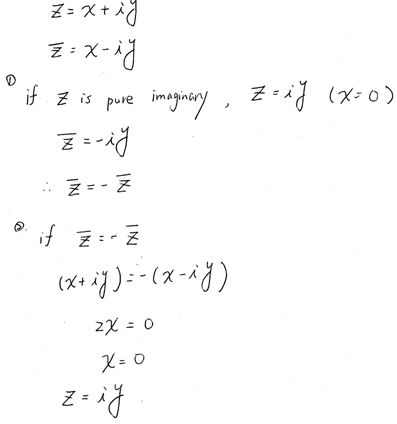 z = x + iy
z̅ = x - iy
① if z is pure imaginary, z = iy (x = 0)
z̅ = -iy
∴ z̅ = - z̅
② if z̅ = - z̅
(x + iy) = -(x - iy)
2x = 0
x = 0
z = iy